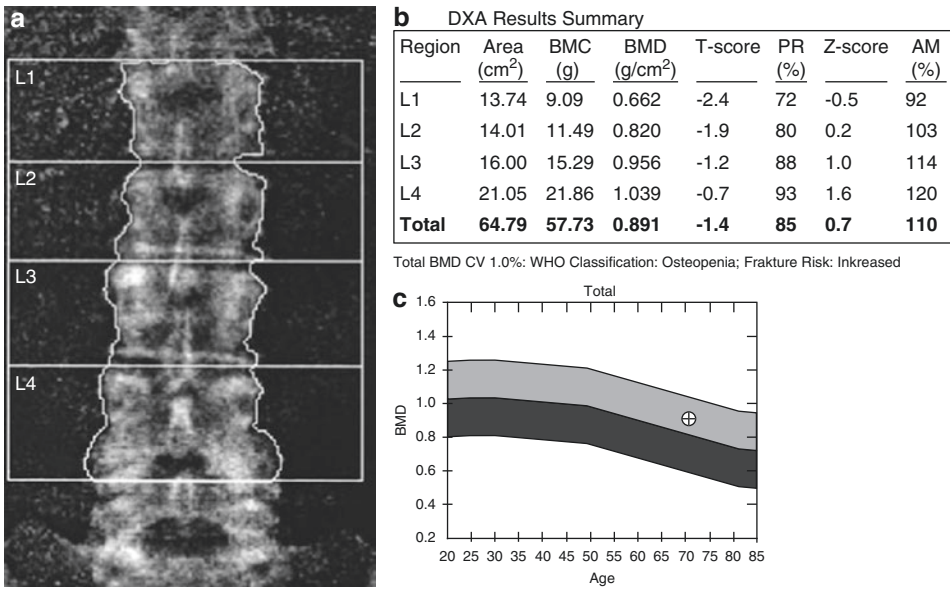 a
L1
L2
L3
L4
b DXA Results Summary
Region Area BMC BMD T-score PR Z-score AM
(cm²) (g) (g/cm²) (%) (%)
L1 13.74 9.09 0.662 -2.4 72 -0.5 92
L2 14.01 11.49 0.820 -1.9 80 0.2 103
L3 16.00 15.29 0.956 -1.2 88 1.0 114
L4 21.05 21.86 1.039 -0.7 93 1.6 120
Total 64.79 57.73 0.891 -1.4 85 0.7 110
Total BMD CV 1.0%: WHO Classification: Osteopenia; Frakture Risk: Inkreased
c Total
1.6
1.4
1.2
1.0
0.8
0.6
0.4
0.2
BMD
20 25 30 35 40 45 50 55 60 65 70 75 80 85
Age